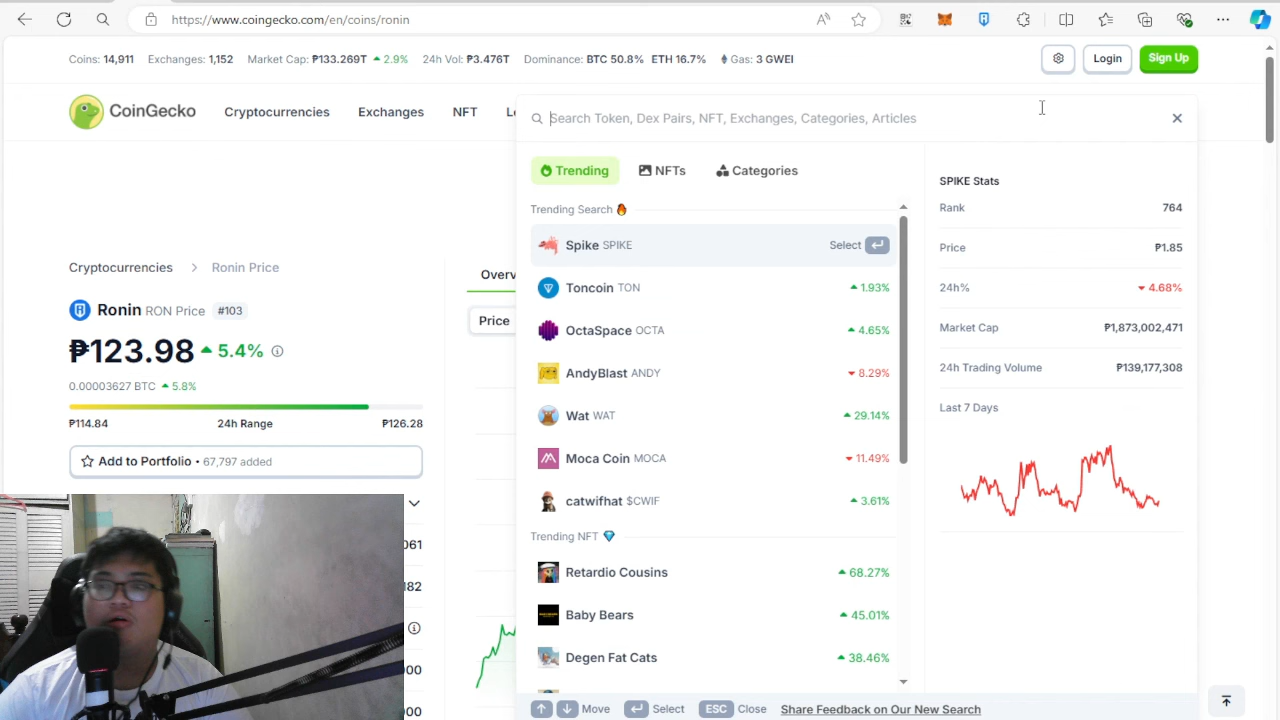 https://www.coingecko.com/en/coins/ronin
Coins: 14,911 Exchanges: 1,152 Market Cap: ₱133.269T 2.9% 24h Vol: ₱3.476T Dominance: BTC 50.8% ETH 16.7% Gas: 3 GWEI
Login
Sign Up
CoinGecko
Cryptocurrencies Exchanges NFT
Search Token, Dex Pairs, NFT, Exchanges, Categories, Articles
Trending NFTs Categories
Trending Search
Spike SPIKE Select
Toncoin TON 1.93%
OctaSpace OCTA 4.65%
AndyBlast ANDY 8.29%
Wat WAT 29.14%
Moca Coin MOCA 11.49%
catwifhat $CWIF 3.61%
Trending NFT
Retardio Cousins 68.27%
Baby Bears 45.01%
Degen Fat Cats 38.46%
Move Select ESC Close Share Feedback on Our New Search
SPIKE Stats
Rank 764
Price ₱1.85
24h% 4.68%
Market Cap ₱1,873,002,471
24h Trading Volume ₱139,177,308
Last 7 Days
Cryptocurrencies Ronin Price
Ronin RON Price #103
₱123.98 5.4%
0.00003627 BTC 5.8%
₱114.84 24h Range ₱126.28
Add to Portfolio • 67,797 added
061
182
00
000
Overv
Price